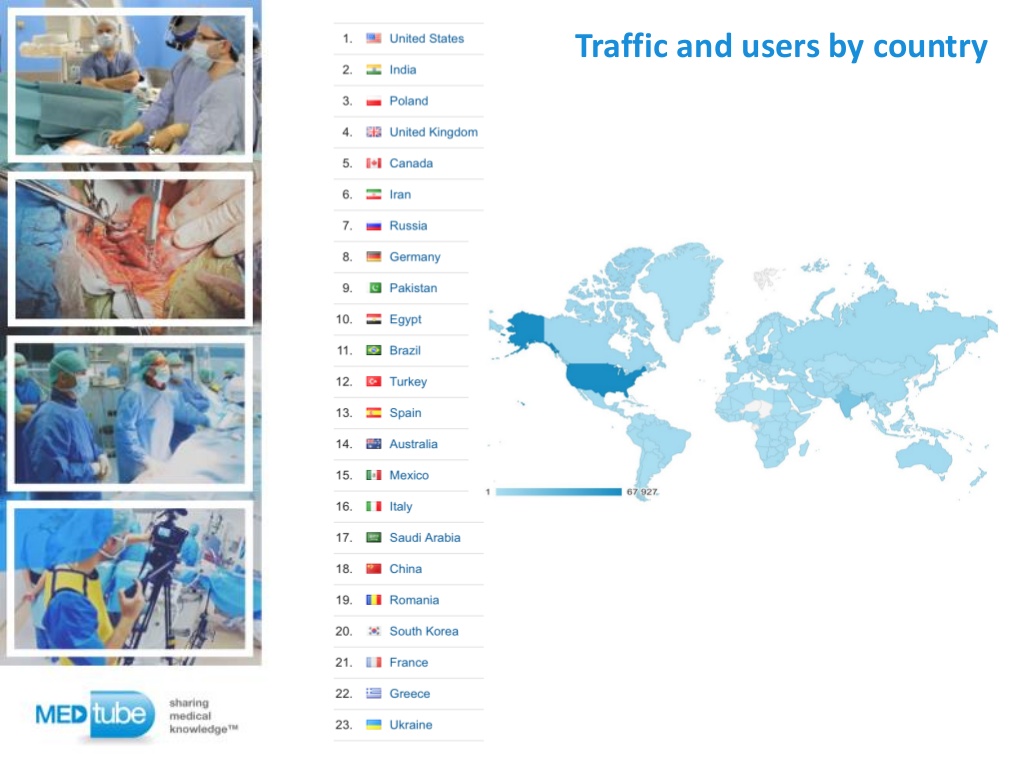 Traffic and users by country
1. United States
2. India
3. Poland
4. United Kingdom
5. Canada
6. Iran
7. Russia
8. Germany
9. Pakistan
10. Egypt
11. Brazil
12. Turkey
13. Spain
14. Australia
15. Mexico
16. Italy
17. Saudi Arabia
18. China
19. Romania
20. South Korea
21. France
22. Greece
23. Ukraine
1 67 927
MEDtube
sharing
medical
knowledge™